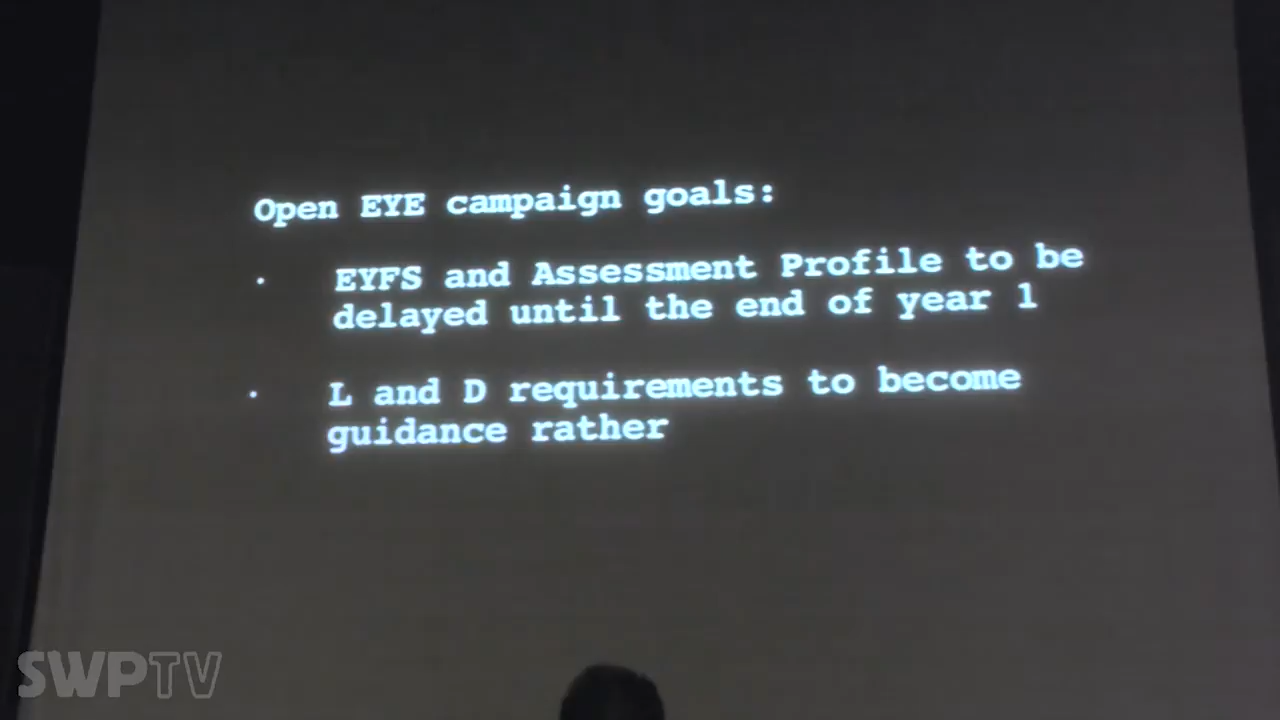 Open EYE campaign goals:
· EYFS and Assessment Profile to be
delayed until the end of year 1
· L and D requirements to become
guidance rather
SWPTV